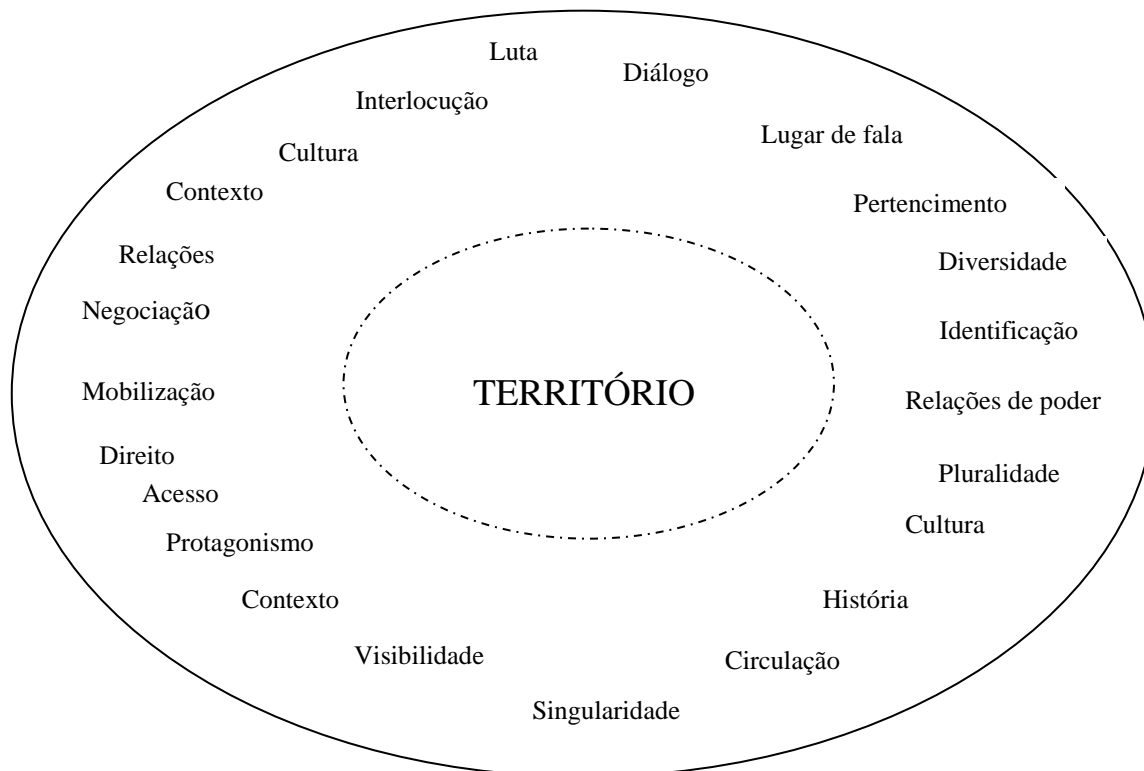 Luta
Diálogo
Interlocução
Lugar de fala
Cultura
Contexto
Pertencimento
Relações
Diversidade
Negociação
Identificação
TERRITÓRIO
Mobilização
Relações de poder
Direito
Pluralidade
Acesso
Cultura
Protagonismo
Contexto
História
Visibilidade
Circulação
Singularidade